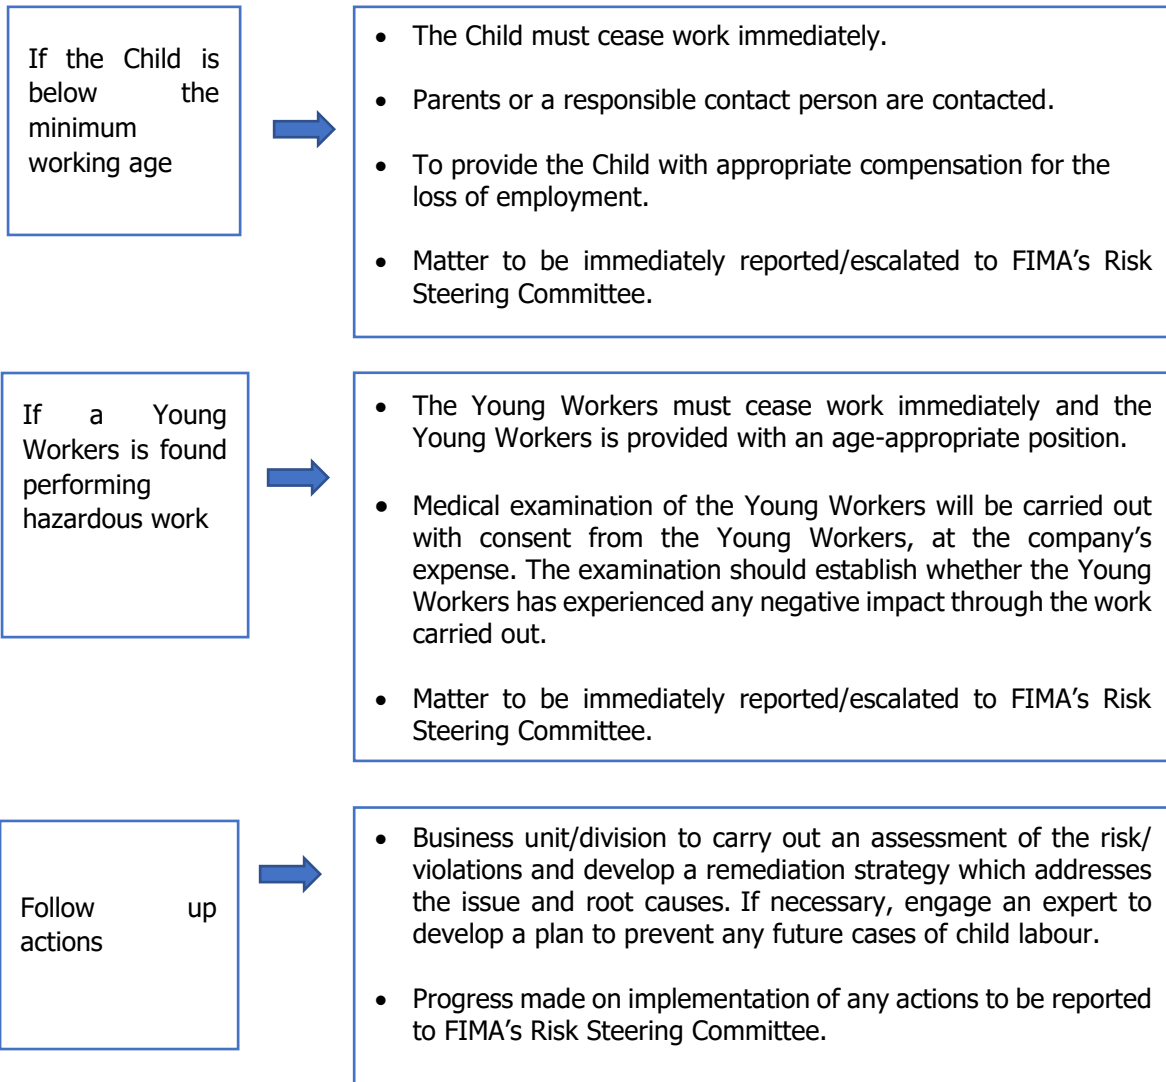 If the Child is
below the
minimum
working age
• The Child must cease work immediately.
• Parents or a responsible contact person are contacted.
• To provide the Child with appropriate compensation for the
loss of employment.
• Matter to be immediately reported/escalated to FIMA’s Risk
Steering Committee.
If a Young
Workers is found
performing
hazardous work
• The Young Workers must cease work immediately and the
Young Workers is provided with an age-appropriate position.
• Medical examination of the Young Workers will be carried out
with consent from the Young Workers, at the company’s
expense. The examination should establish whether the Young
Workers has experienced any negative impact through the work
carried out.
• Matter to be immediately reported/escalated to FIMA’s Risk
Steering Committee.
Follow up
actions
• Business unit/division to carry out an assessment of the risk/
violations and develop a remediation strategy which addresses
the issue and root causes. If necessary, engage an expert to
develop a plan to prevent any future cases of child labour.
• Progress made on implementation of any actions to be reported
to FIMA’s Risk Steering Committee.